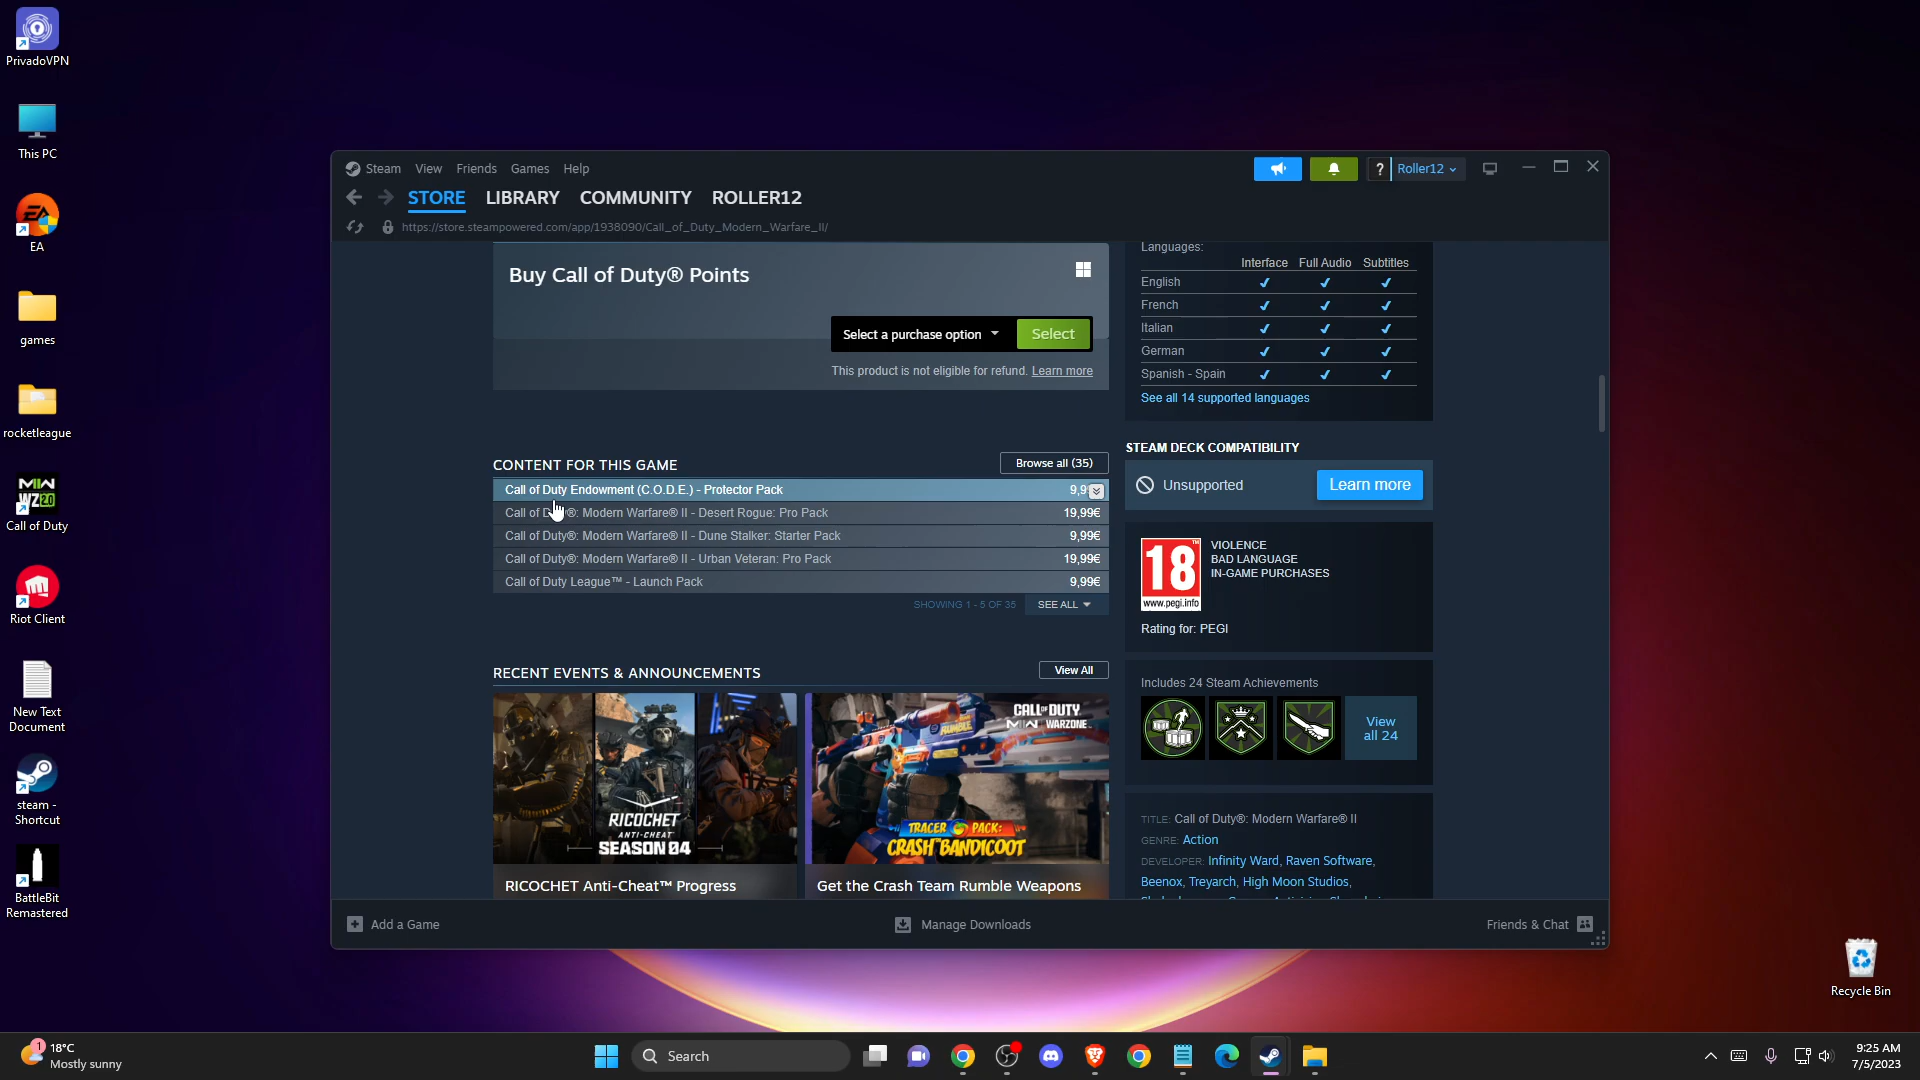 PrivadoVPN
This PC
EA
games
rocketleague
Call of Duty
Riot Client
New Text
Document
steam -
Shortcut
BattleBit
Remastered
Steam View Friends Games Help
? Roller12
STORE LIBRARY COMMUNITY ROLLER12
https://store.steampowered.com/app/1938090/Call_of_Duty_Modern_Warfare_II/
Buy Call of Duty® Points
Select a purchase option
Select
This product is not eligible for refund. Learn more
CONTENT FOR THIS GAME
Browse all (35)
Call of Duty Endowment (C.O.D.E.) - Protector Pack
Call of Duty®: Modern Warfare® II - Desert Rogue: Pro Pack 19,99€
Call of Duty®: Modern Warfare® II - Dune Stalker: Starter Pack 9,99€
Call of Duty®: Modern Warfare® II - Urban Veteran: Pro Pack 19,99€
Call of Duty League™ - Launch Pack 9,99€
SHOWING 1 - 5 OF 35 SEE ALL
RECENT EVENTS & ANNOUNCEMENTS
View All
RICOCHET
ANTI-CHEAT™
SEASON 04
CALL OF DUTY
MW WARZONE
TRACER PACK:
CRASH BANDICOOT
RICOCHET Anti-Cheat™ Progress
Get the Crash Team Rumble Weapons
Languages:
Interface Full Audio Subtitles
English ✔ ✔ ✔
French ✔ ✔ ✔
Italian ✔ ✔ ✔
German ✔ ✔ ✔
Spanish - Spain ✔ ✔ ✔
See all 14 supported languages
STEAM DECK COMPATIBILITY
Unsupported
Learn more
18
www.pegi.info
VIOLENCE
BAD LANGUAGE
IN-GAME PURCHASES
Rating for: PEGI
Includes 24 Steam Achievements
View
all 24
TITLE: Call of Duty®: Modern Warfare® II
GENRE: Action
DEVELOPER: Infinity Ward, Raven Software,
Beenox, Treyarch, High Moon Studios,
Add a Game
Manage Downloads
Friends & Chat
Recycle Bin
1
18°C
Mostly sunny
Search
9:25 AM
7/5/2023